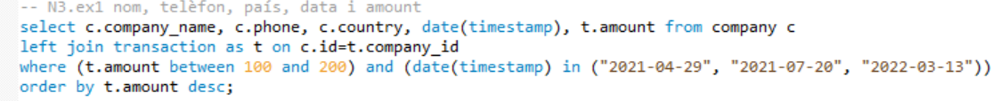 -- N3.ex1 nom, telèfon, país, data i amount
select c.company_name, c.phone, c.country, date(timestamp), t.amount from company c
left join transaction as t on c.id=t.company_id
where (t.amount between 100 and 200) and (date(timestamp) in ("2021-04-29", "2021-07-20", "2022-03-13"))
order by t.amount desc;